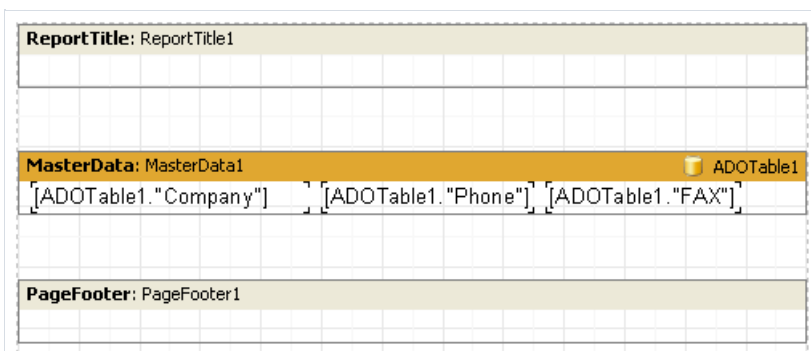 ReportTitle: ReportTitle1
MasterData: MasterData1 ADOTable1
[ADOTable1."Company"] [ADOTable1."Phone"] [ADOTable1."FAX"]
PageFooter: PageFooter1